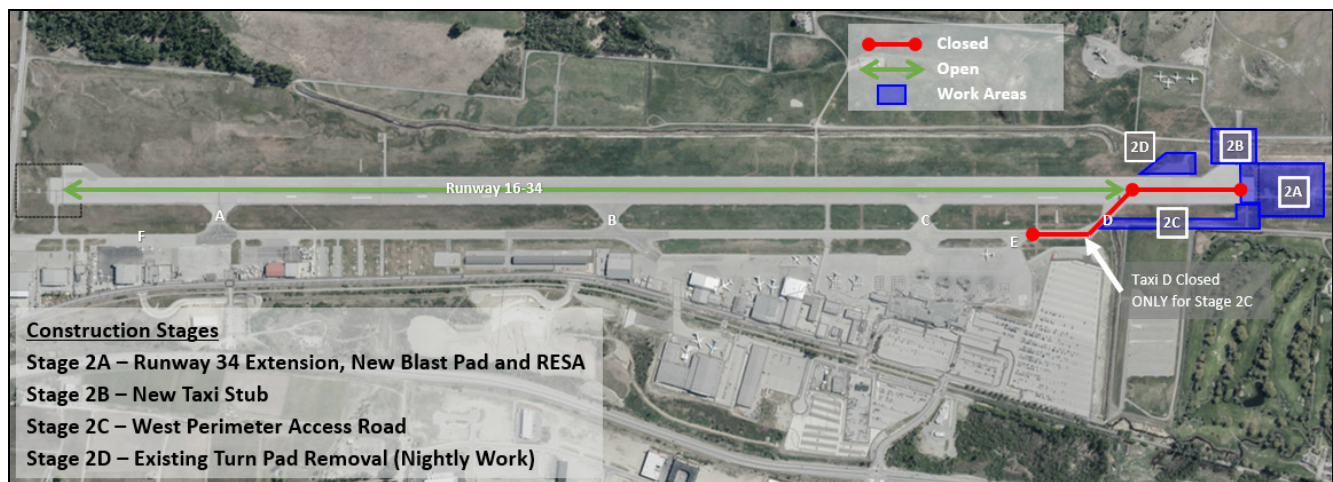 Closed
Open
Work Areas
2D
2B
2A
Runway 16-34
A
B
C
D
2C
F
E
Taxi D Closed
ONLY for Stage 2C
Construction Stages
Stage 2A – Runway 34 Extension, New Blast Pad and RESA
Stage 2B – New Taxi Stub
Stage 2C – West Perimeter Access Road
Stage 2D – Existing Turn Pad Removal (Nightly Work)